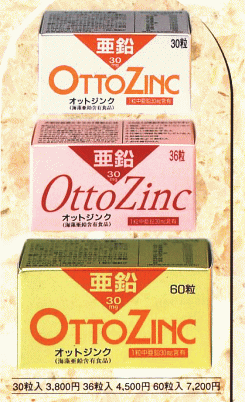 亜鉛
30mg
30粒
OTTOZINC
オットジンク
(海藻亜鉛含有食品)
1粒中亜鉛30mg含有
亜鉛
30mg
36粒
OttoZinc
オットジンク
(海藻亜鉛含有食品)
1粒中亜鉛30mg含有
亜鉛
30mg
60粒
OTTOZINC
オットジンク
(海藻亜鉛含有食品)
1粒中亜鉛30mg含有
30粒入 3,800円 36粒入 4,500円 60粒入 7,200円